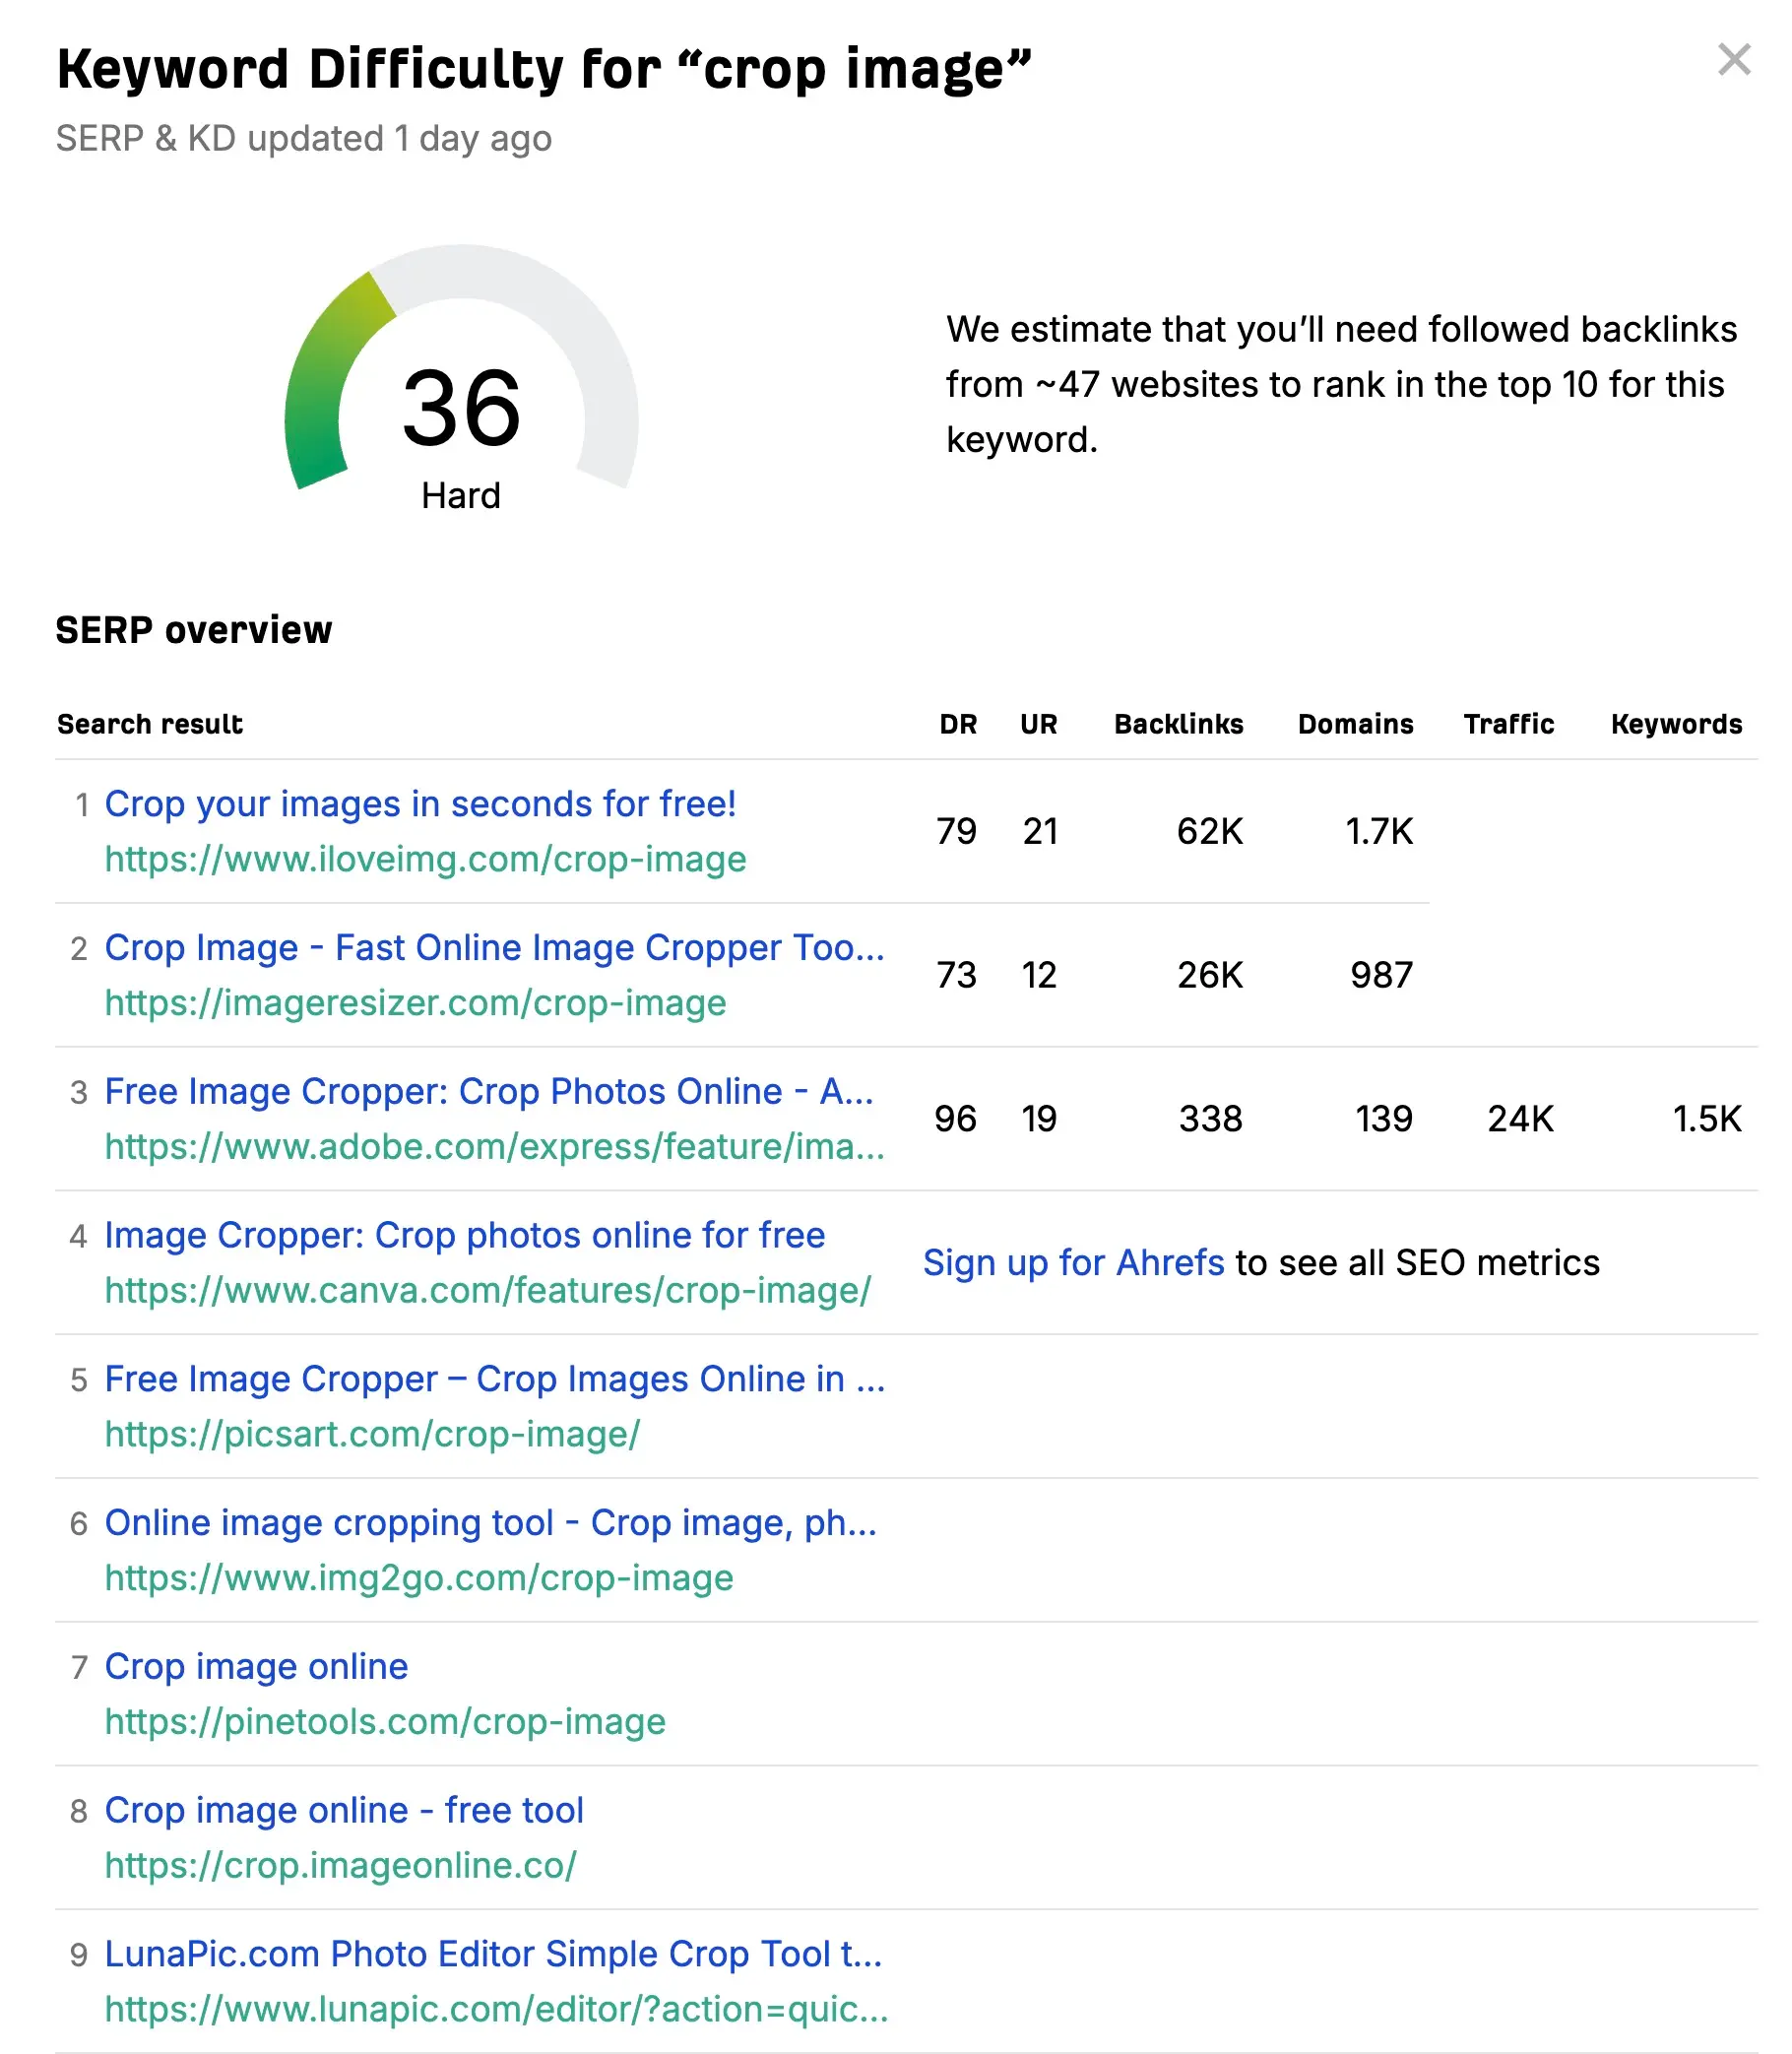 Keyword Difficulty for “crop image”
SERP & KD updated 1 day ago
36
Hard
We estimate that you’ll need followed backlinks
from ~47 websites to rank in the top 10 for this
keyword.
SERP overview
Search result DR UR Backlinks Domains Traffic Keywords
1 Crop your images in seconds for free!
https://www.iloveimg.com/crop-image
79 21 62K 1.7K
2 Crop Image - Fast Online Image Cropper Too...
https://imageresizer.com/crop-image
73 12 26K 987
3 Free Image Cropper: Crop Photos Online - A...
https://www.adobe.com/express/feature/ima...
96 19 338 139 24K 1.5K
4 Image Cropper: Crop photos online for free
https://www.canva.com/features/crop-image/
Sign up for Ahrefs to see all SEO metrics
5 Free Image Cropper – Crop Images Online in ...
https://picsart.com/crop-image/
6 Online image cropping tool - Crop image, ph...
https://www.img2go.com/crop-image
7 Crop image online
https://pinetools.com/crop-image
8 Crop image online - free tool
https://crop.imageonline.co/
9 LunaPic.com Photo Editor Simple Crop Tool t...
https://www.lunapic.com/editor/?action=quic...